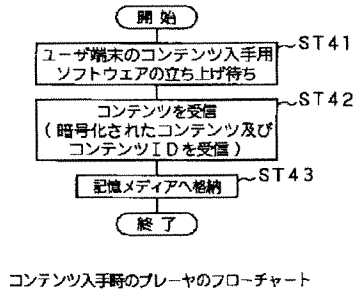 開始
ユーザ端末のコンテンツ入手用
ソフトウェアの立ち上げ待ち
ST41
コンテンツを受信
(暗号化されたコンテンツ及び
コンテンツIDを受信)
ST42
記憶メディアへ格納
ST43
終了
コンテンツ入手時のプレーヤのフローチャート